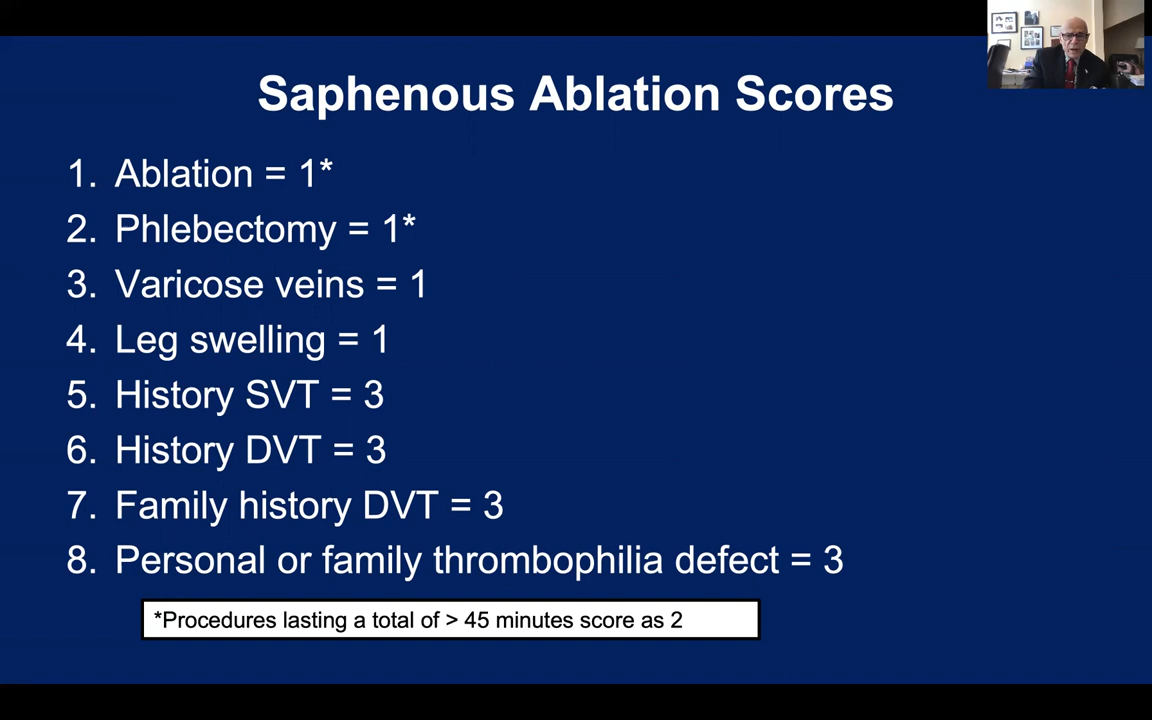 Saphenous Ablation Scores
1. Ablation = 1*
2. Phlebectomy = 1*
3. Varicose veins = 1
4. Leg swelling = 1
5. History SVT = 3
6. History DVT = 3
7. Family history DVT = 3
8. Personal or family thrombophilia defect = 3
*Procedures lasting a total of > 45 minutes score as 2